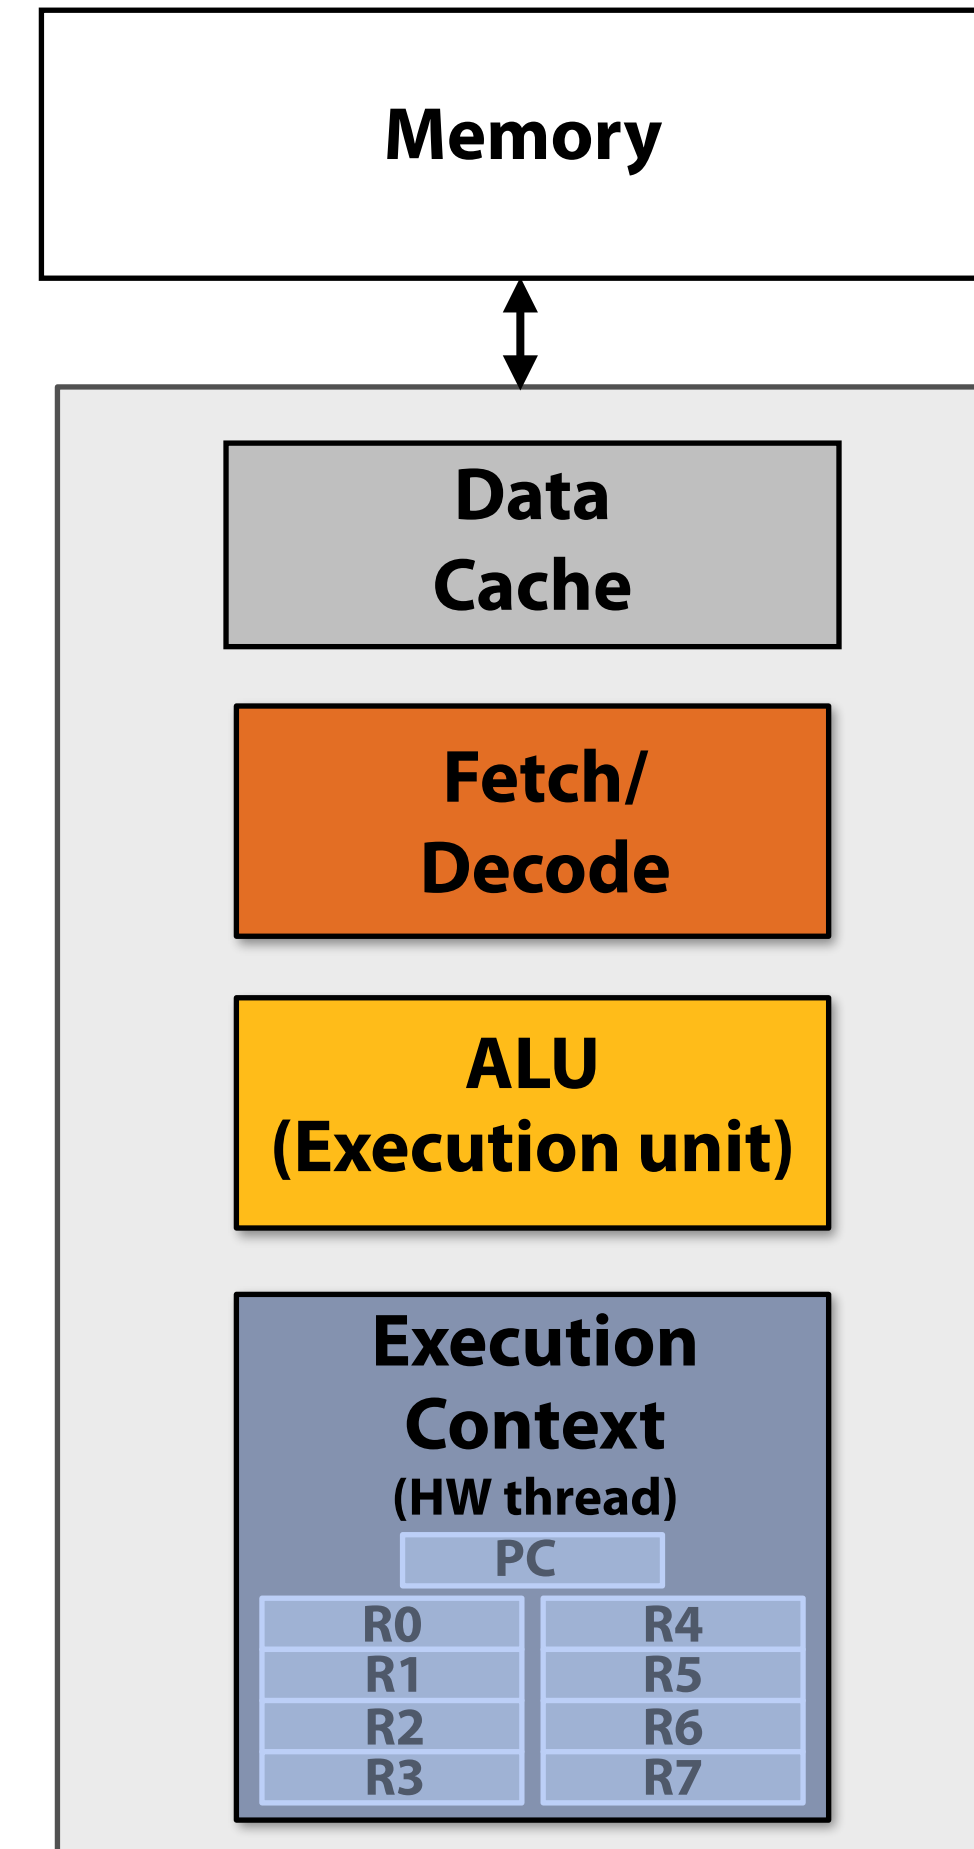 Memory
Data
Cache
Fetch/
Decode
ALU
(Execution unit)
Execution
Context
(HW thread)
PC
R0
R1
R2
R3
R4
R5
R6
R7